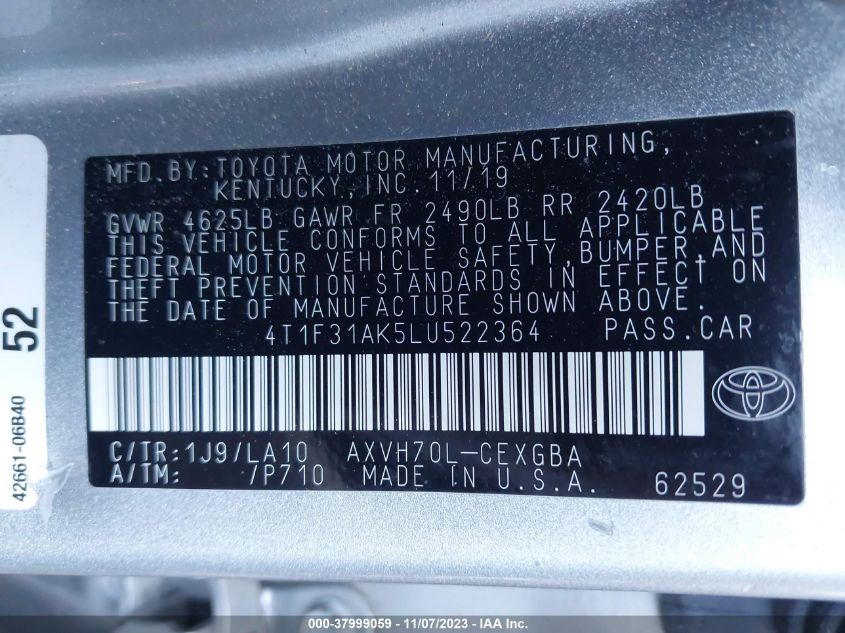 MFD.BY:TOYOTA MOTOR MANUFACTURING,
KENTUCKY,INC.11/19
GVWR 4625LB GAWR FR 2490LB RR 2420LB
THIS VEHICLE CONFORMS TO ALL APPLICABLE
FEDERAL MOTOR VEHICLE SAFETY,BUMPER,AND
THEFT PREVENTION STANDARDS IN EFFECT ON
THE DATE OF MANUFACTURE SHOWN ABOVE.
4T1F31AK5LU522364 PASS.CAR
C/TR:1J9/LA10 AXVH70L-CEXGBA
A/TM: /P710 MADE IN U.S.A. 62529
52
42661-06B40
000-37999059 — 11/07/2023 — IAA Inc.